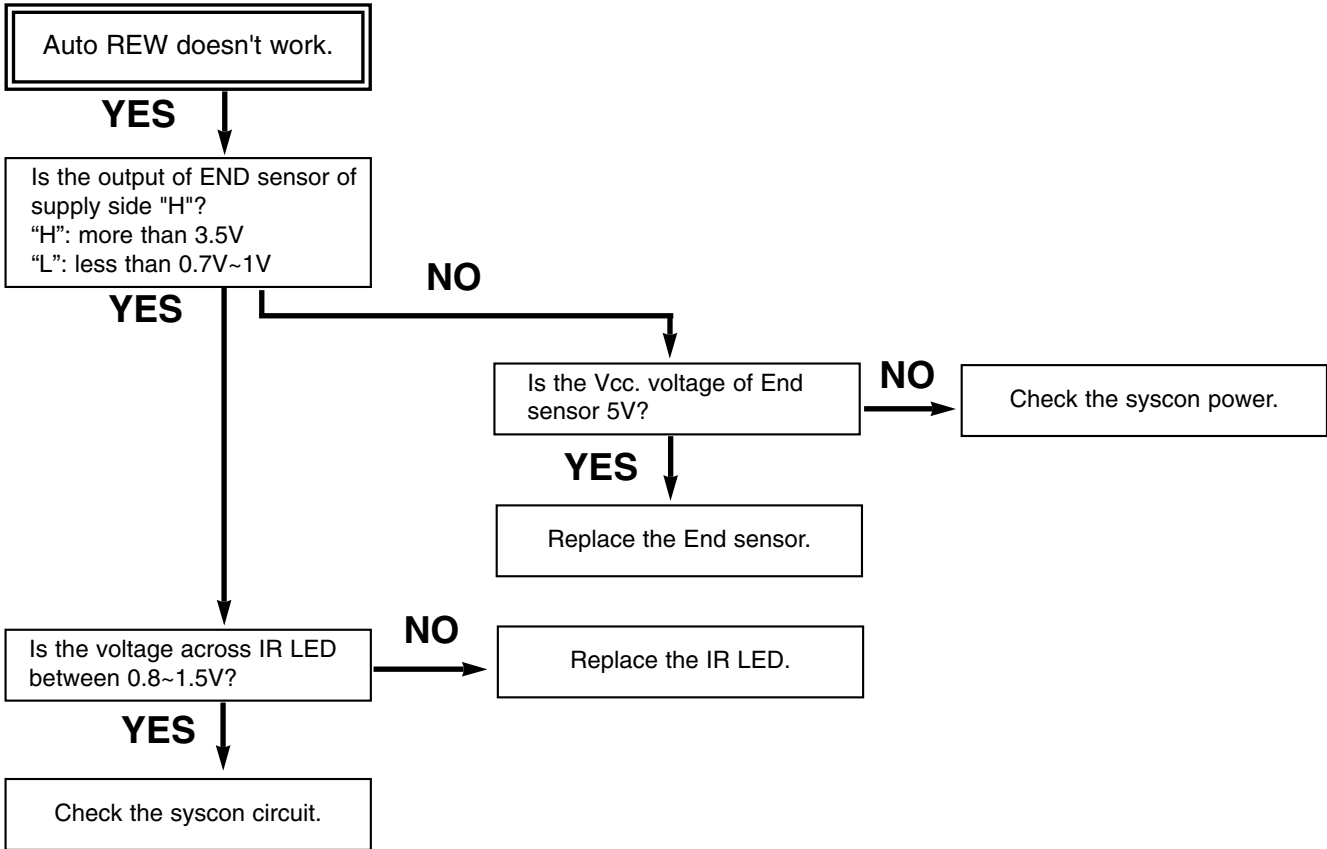 Auto REW doesn't work.
YES
Is the output of END sensor of
supply side "H"?
“H”: more than 3.5V
“L”: less than 0.7V~1V
YES
NO
Is the Vcc. voltage of End
sensor 5V?
NO
Check the syscon power.
YES
Replace the End sensor.
Is the voltage across IR LED
between 0.8~1.5V?
NO
Replace the IR LED.
YES
Check the syscon circuit.